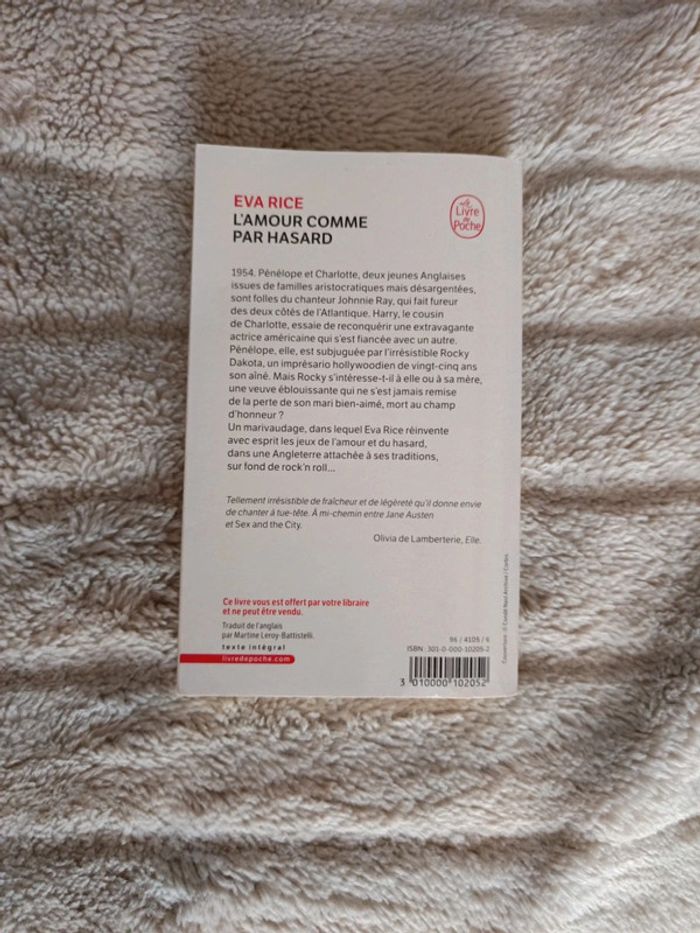 EVA RICE
L'AMOUR COMME
PAR HASARD
Le
Livre
de
Poche
1954. Pénélope et Charlotte, deux jeunes Anglaises
issues de familles aristocratiques mais désargentées,
sont folles du chanteur Johnnie Ray, qui fait fureur
des deux côtés de l'Atlantique. Harry, le cousin
de Charlotte, essaie de reconquérir une extravagante
actrice américaine qui s'est fiancée avec un autre.
Pénélope, elle, est subjuguée par l'irrésistible Rocky
Dakota, un imprésario hollywoodien de vingt-cinq ans
son aîné. Mais Rocky s'intéresse-t-il à elle ou à sa mère,
une veuve éblouissante qui ne s'est jamais remise
de la perte de son mari bien-aimé, mort au champ
d'honneur ?
Un marivaudage, dans lequel Eva Rice réinvente
avec esprit les jeux de l'amour et du hasard,
dans une Angleterre attachée à ses traditions,
sur fond de rock'n roll...
Tellement irrésistible de fraîcheur et de légèreté qu'il donne envie
de chanter à tue-tête. À mi-chemin entre Jane Austen
et Sex and the City.
Olivia de Lamberterie, Elle.
Ce livre vous est offert par votre libraire
et ne peut être vendu.
Traduit de l'anglais
par Martine Leroy-Battistelli.
texte intégral
livredepoche.com
96 / 4105 / 6
ISBN : 301-0-000-10205-2
3 010000 102052
Couverture : © Condé Nast Archive / Corbis.